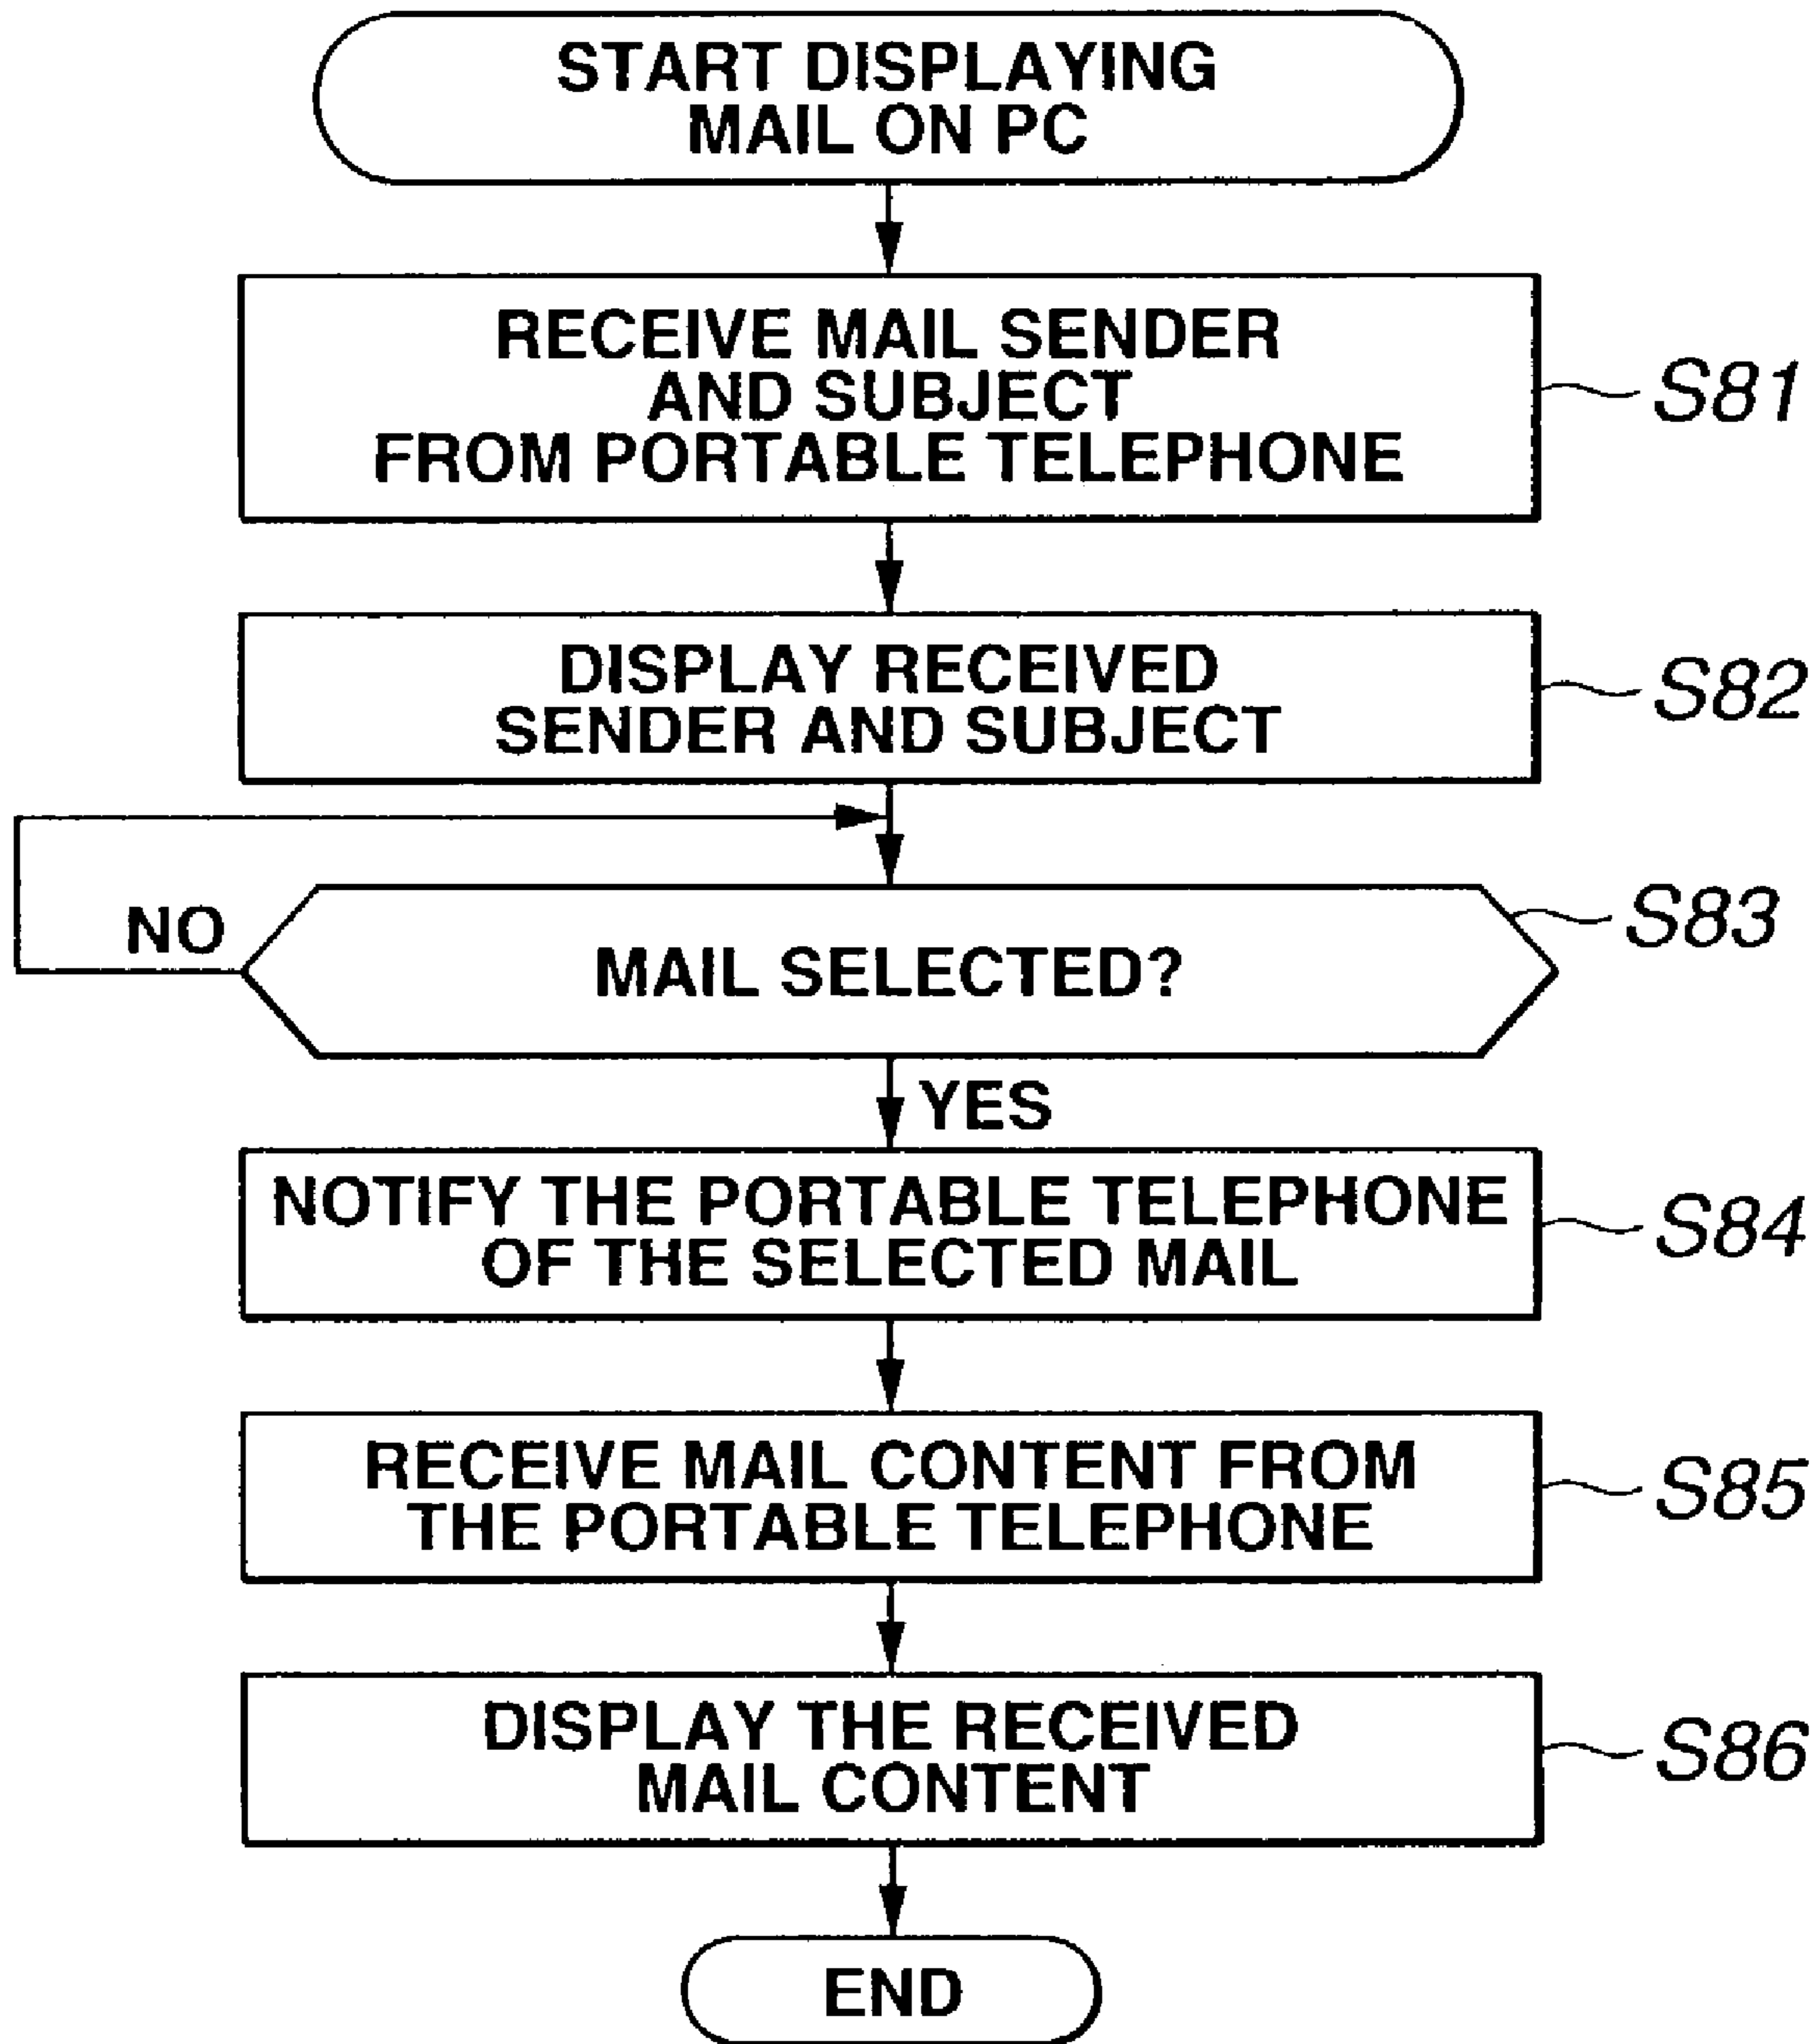 START DISPLAYING
MAIL ON PC
RECEIVE MAIL SENDER
AND SUBJECT
FROM PORTABLE TELEPHONE
S81
DISPLAY RECEIVED
SENDER AND SUBJECT
S82
NO
MAIL SELECTED?
S83
YES
NOTIFY THE PORTABLE TELEPHONE
OF THE SELECTED MAIL
S84
RECEIVE MAIL CONTENT FROM
THE PORTABLE TELEPHONE
S85
DISPLAY THE RECEIVED
MAIL CONTENT
S86
END